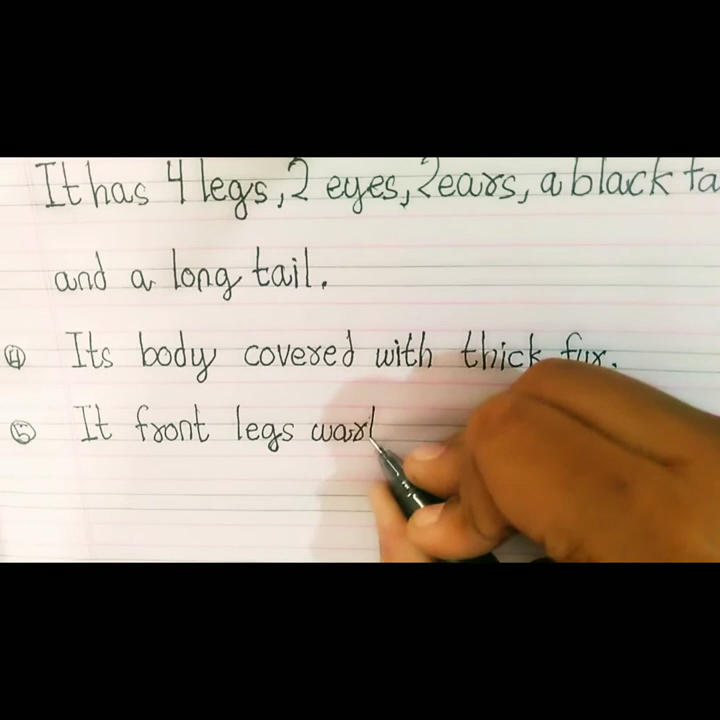 It has 4 legs, 2 eyes, 2ears, a black ta
and a long tail.
④ Its body covered with thick fur.
⑤ It front legs warl